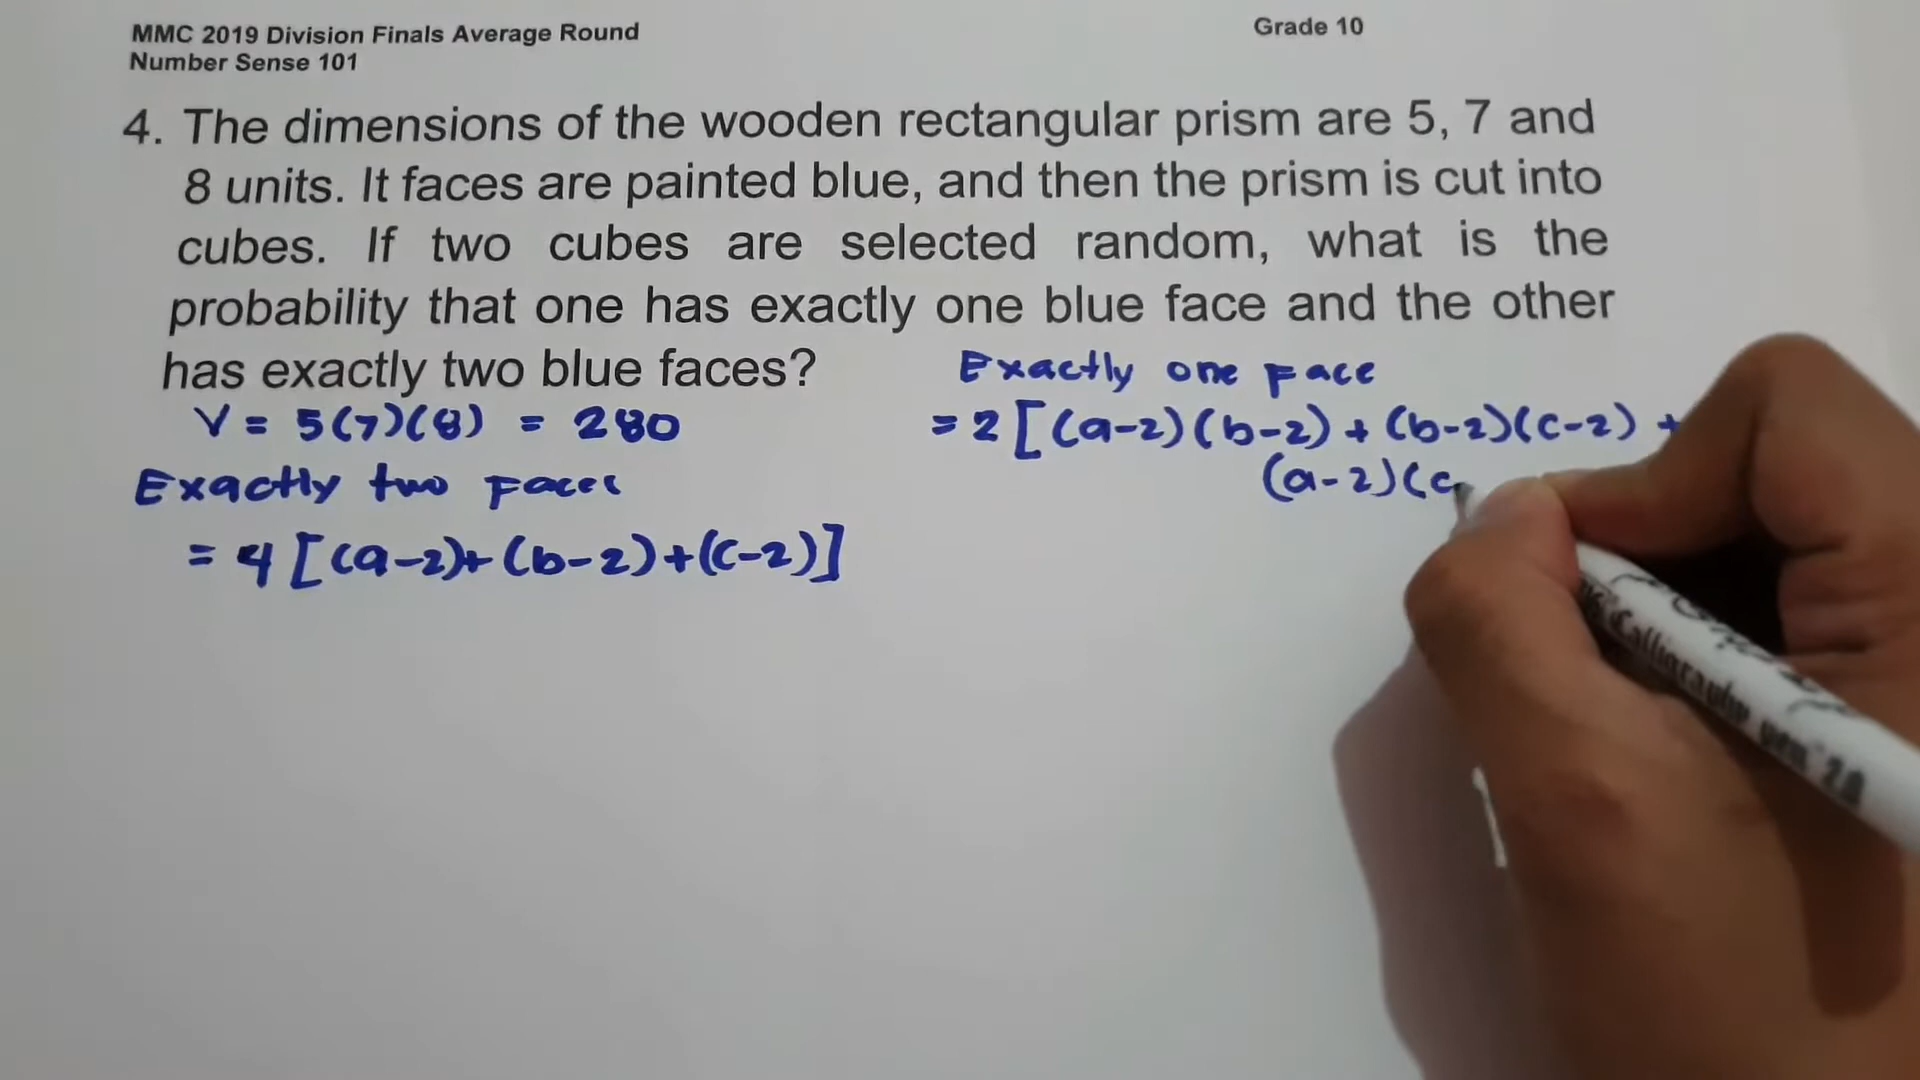 MMC 2019 Division Finals Average Round
Grade 10
Number Sense 101
4. The dimensions of the wooden rectangular prism are 5, 7 and
8 units. It faces are painted blue, and then the prism is cut into
cubes. If two cubes are selected random, what is the
probability that one has exactly one blue face and the other
has exactly two blue faces?
V = 5(7)(8) = 280
Exactly two faces
= 4[(a-2)+(b-2)+(c-2)]
Exactly one face
= 2[(a-2)(b-2)+(b-2)(c-2)+
(a-2)(c
Calligraphy pen 2.0